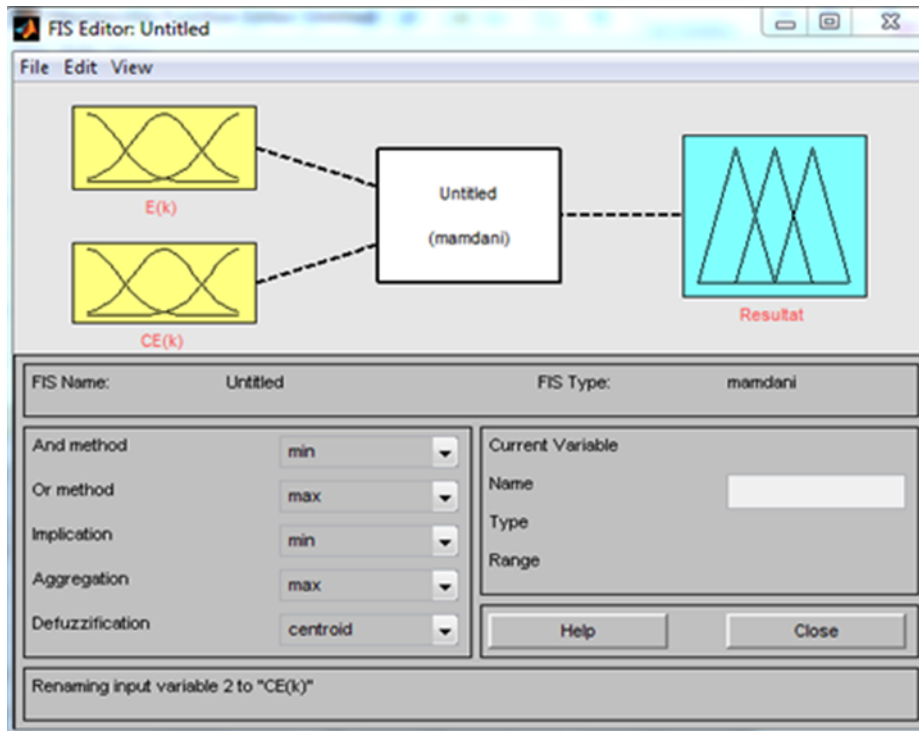 FIS Editor: Untitled
File Edit View
E(k)
CE(k)
Untitled
(mamdani)
Resultat
FIS Name: Untitled FIS Type: mamdani
And method min
Or method max
Implication min
Aggregation max
Defuzzification centroid
Current Variable
Name
Type
Range
Help Close
Renaming input variable 2 to "CE(k)"